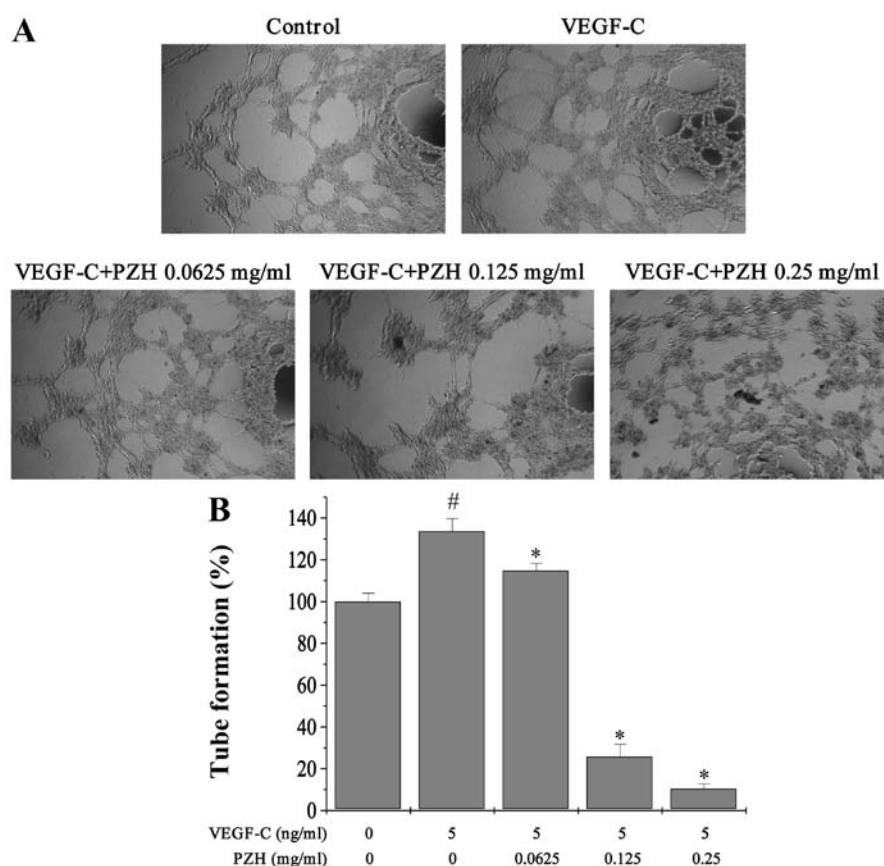 A
Control VEGF-C
VEGF-C+PZH 0.0625 mg/ml VEGF-C+PZH 0.125 mg/ml VEGF-C+PZH 0.25 mg/ml
B
Tube formation (%)
140
120
100
80
60
40
20
0
# * * *
VEGF-C (ng/ml) 0 5 5 5 5
PZH (mg/ml) 0 0 0.0625 0.125 0.25